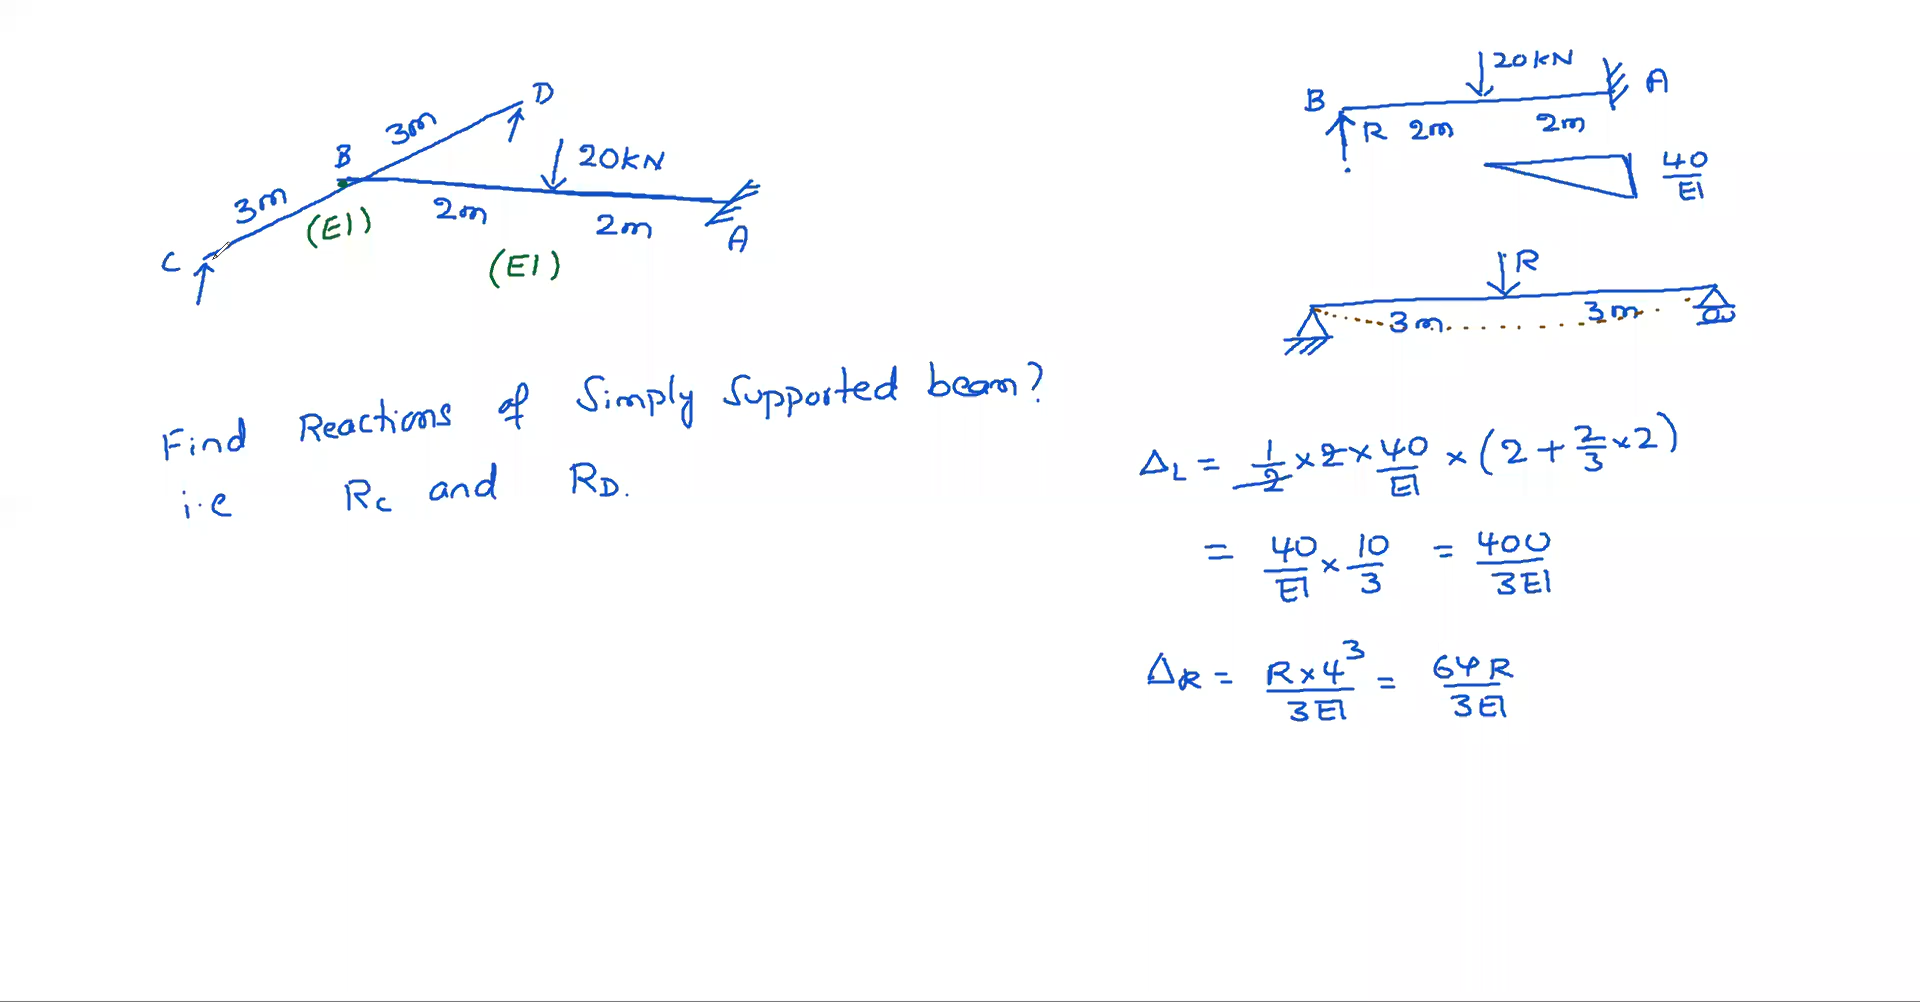 D
3m
B
20kN
3m
(EI)
2m
2m
C
A
(EI)
Find Reactions of Simply Supported beam?
i.e RC and RD.
20kN
B
A
R 2m
2m
40/EI
R
3m
3m
ΔL = 1/2 × 2 × 40/EI × (2 + 2/3 × 2)
= 40/EI × 10/3 = 400/3EI
ΔR = R×4³/3EI = 64R/3EI